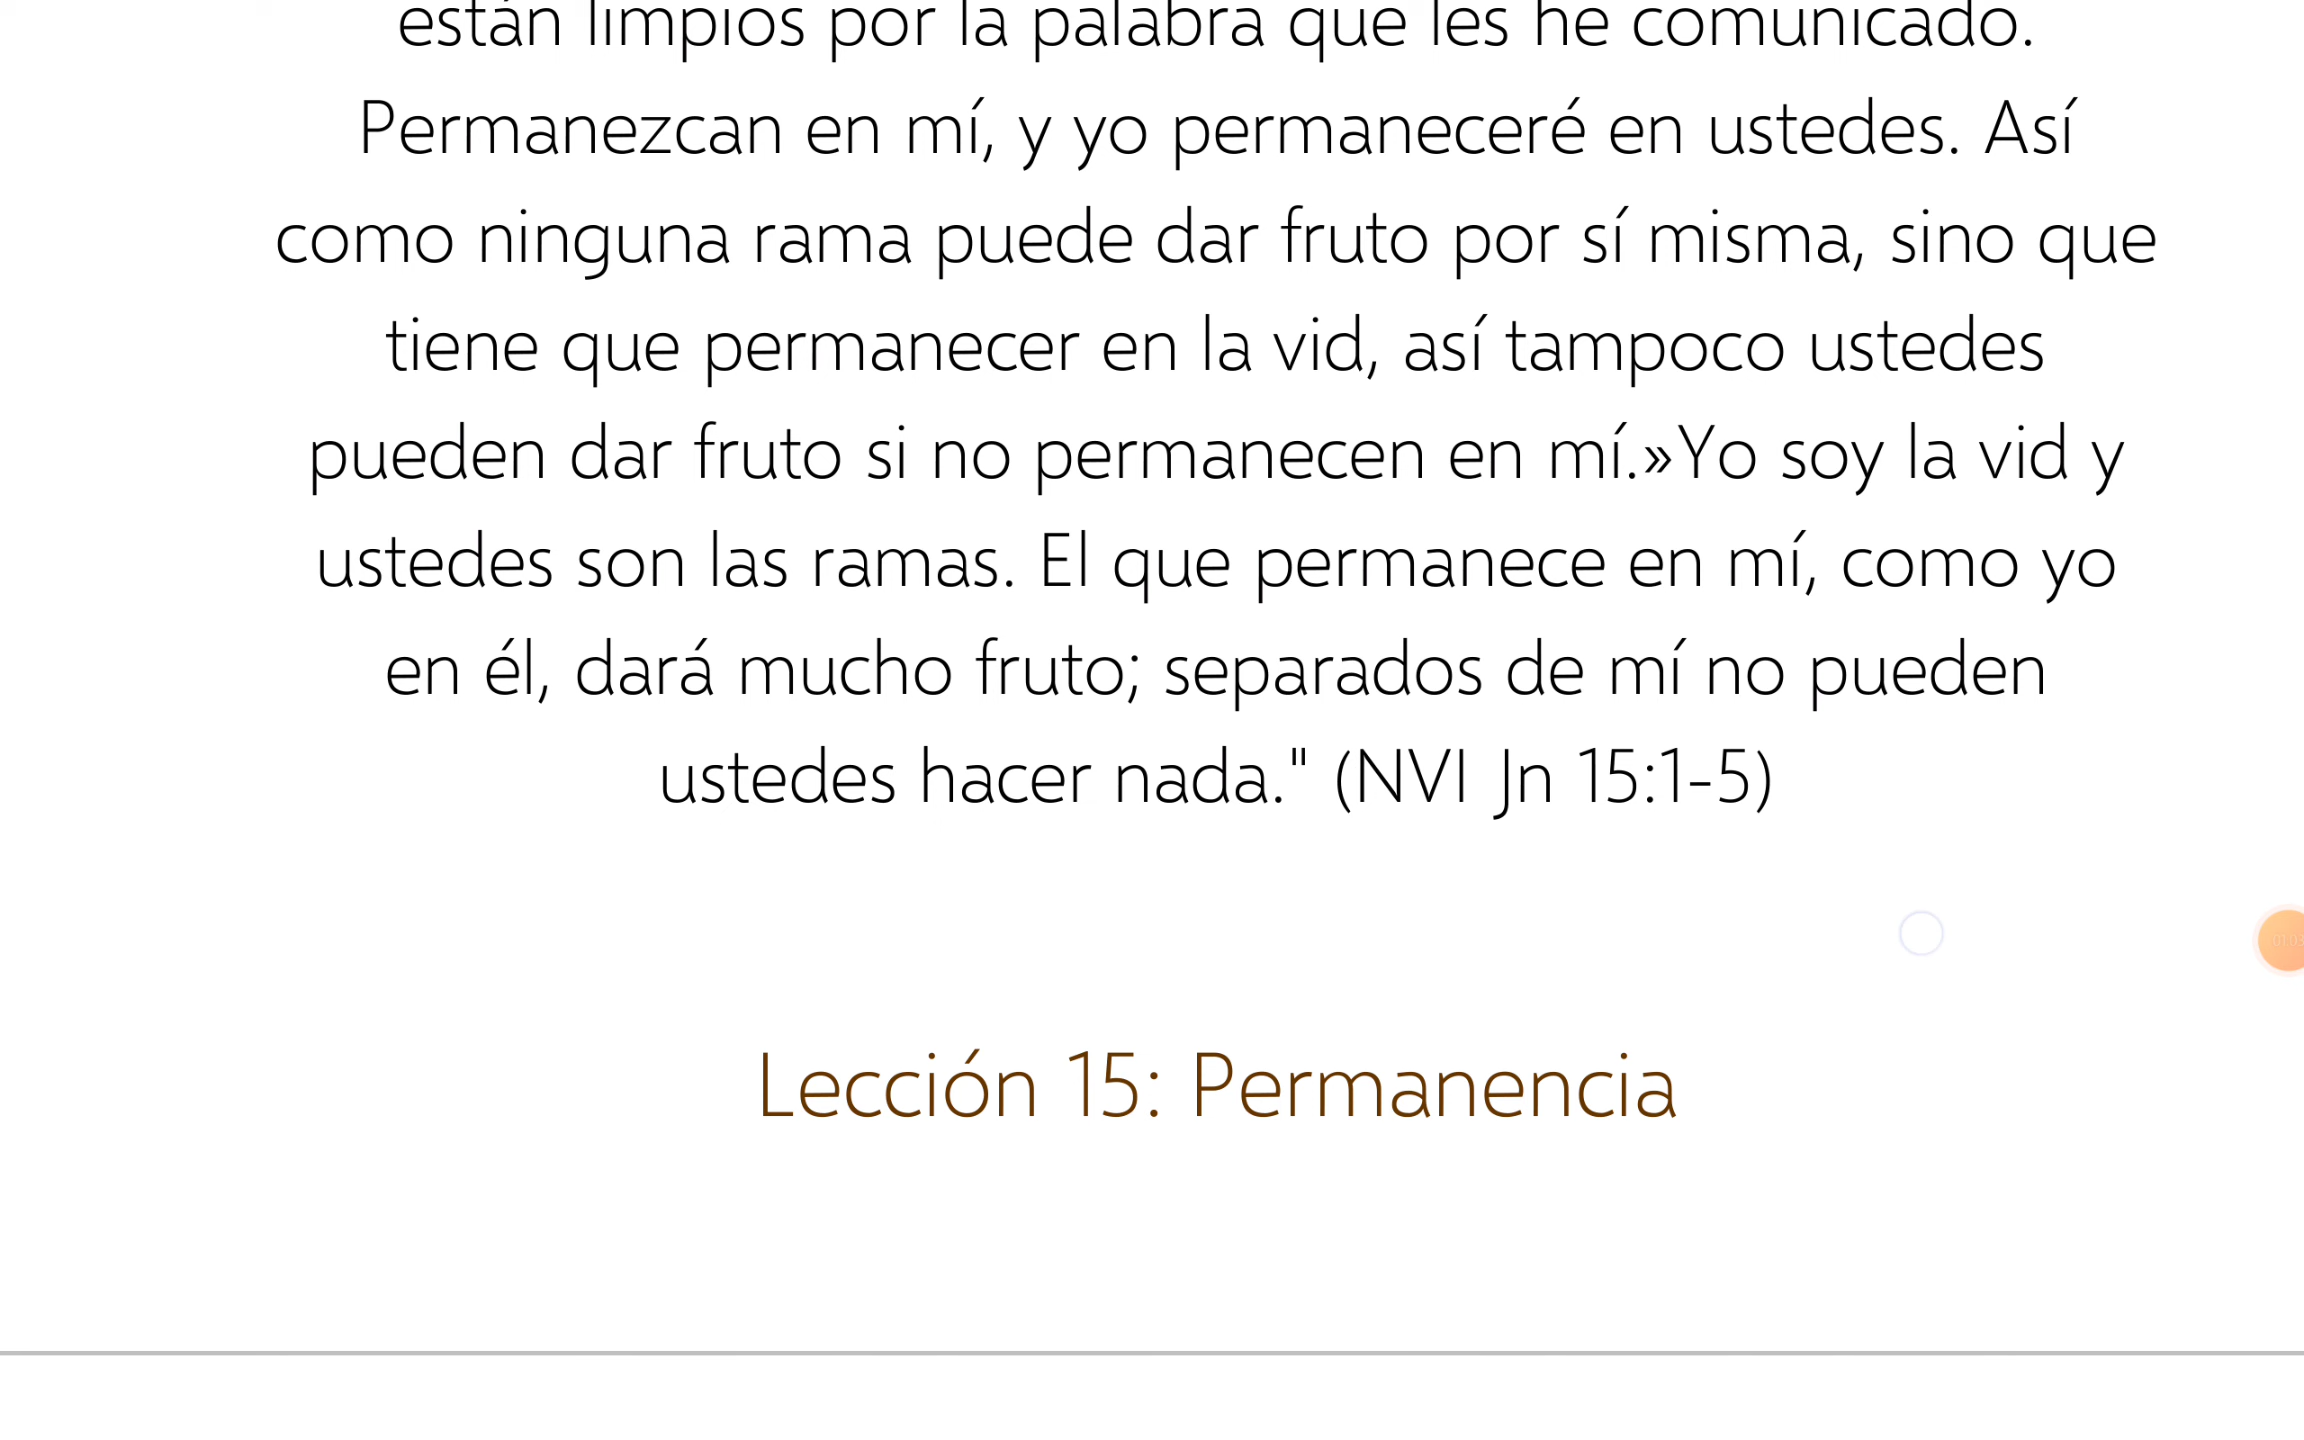 están limpios por la palabra que les he comunicado.
Permanezcan en mí, y yo permaneceré en ustedes. Así
como ninguna rama puede dar fruto por sí misma, sino que
tiene que permanecer en la vid, así tampoco ustedes
pueden dar fruto si no permanecen en mí.»Yo soy la vid y
ustedes son las ramas. El que permanece en mí, como yo
en él, dará mucho fruto; separados de mí no pueden
ustedes hacer nada." (NVI Jn 15:1-5)
Lección 15: Permanencia